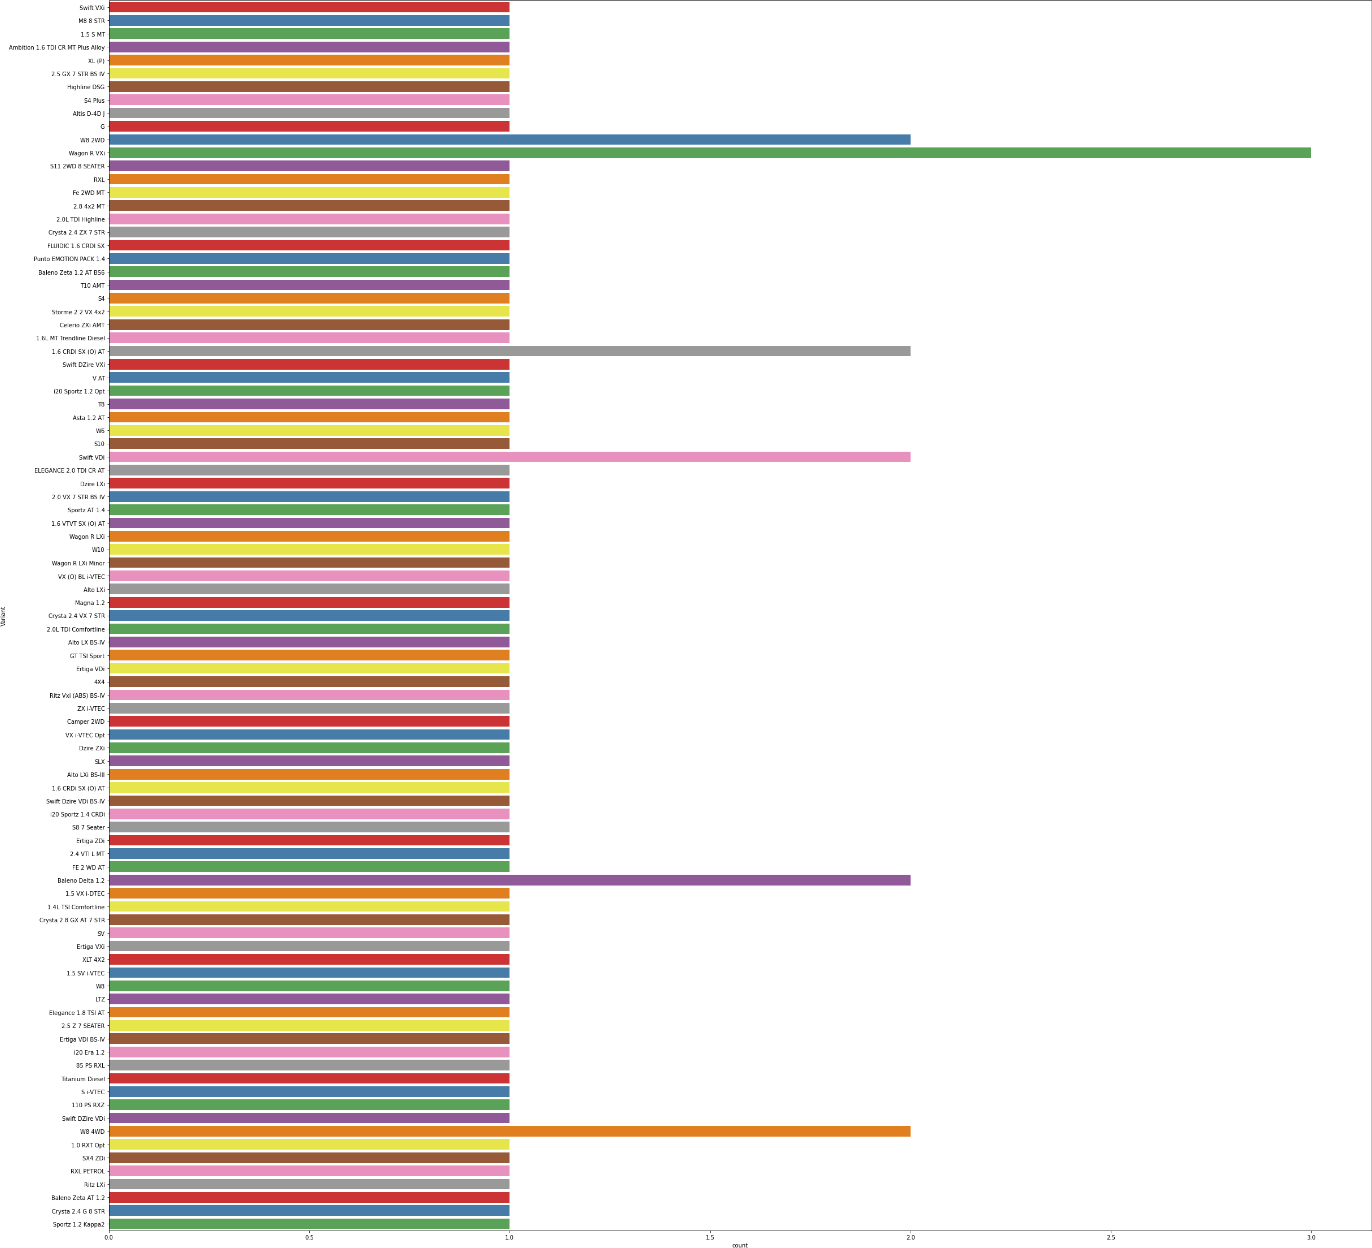 Swift VXi
M8 8 STR
1.5 S MT
Ambition 1.6 TDI CR MT Plus Alloy
XL (P)
2.5 GX 7 STR BS IV
Highline DSG
S4 Plus
Altis D-4D J
G
W8 2WD
Wagon R VXi
S11 2WD 8 SEATER
RXL
Fe 2WD MT
2.0 4x2 MT
2.0L TDI Highline
Crysta 2.4 ZX 7 STR
FLUIDIC 1.6 CRDI SX
Punto EMOTION PACK 1.4
Baleno Zeta 1.2 AT BS6
T10 AMT
S4
Storme 2.2 VX 4x2
Celerio ZXi AMT
1.6L MT Trendline Diesel
1.6 CRDI SX (O) AT
Swift DZire VXi
V AT
i20 Sportz 1.2 Opt
T8
Asta 1.2 AT
W6
S10
Swift VDi
ELEGANCE 2.0 TDI CR AT
Dzire LXi
2.0 VX 7 STR BS IV
Sportz AT 1.4
1.6 VTVT SX (O) AT
Wagon R LXi
W10
Wagon R LXi Minor
VX (O) BL i-VTEC
Alto LXi
Magna 1.2
Crysta 2.4 VX 7 STR
2.0L TDI Comfortline
Alto LX BS-IV
GT TSI Sport
Ertiga VDi
4X4
Ritz Vxi (ABS) BS-IV
ZX i-VTEC
Camper 2WD
VX i-VTEC Opt
Dzire ZXi
SLX
Alto LXi BS-III
1.6 CRDi SX (O) AT
Swift Dzire VDi BS-IV
i20 Sportz 1.4 CRDi
S8 7 Seater
Ertiga ZDi
2.4 VTi L MT
FE 2 WD AT
Baleno Delta 1.2
1.5 VX i-DTEC
1.4L TSI Comfortline
Crysta 2.8 GX AT 7 STR
SV
Ertiga VXi
XLT 4X2
1.5 SV i-VTEC
W8
LTZ
Elegance 1.8 TSI AT
2.5 Z 7 SEATER
Ertiga VDI BS-IV
i20 Era 1.2
85 PS RXL
Titanium Diesel
S i-VTEC
110 PS RXZ
Swift DZire VDi
W8 4WD
1.0 RXT Opt
SX4 ZDi
RXL PETROL
Ritz LXi
Baleno Zeta AT 1.2
Crysta 2.4 G 8 STR
Sportz 1.2 Kappa2
Variant
0.0 0.5 1.0 1.5 2.0 2.5 3.0
count